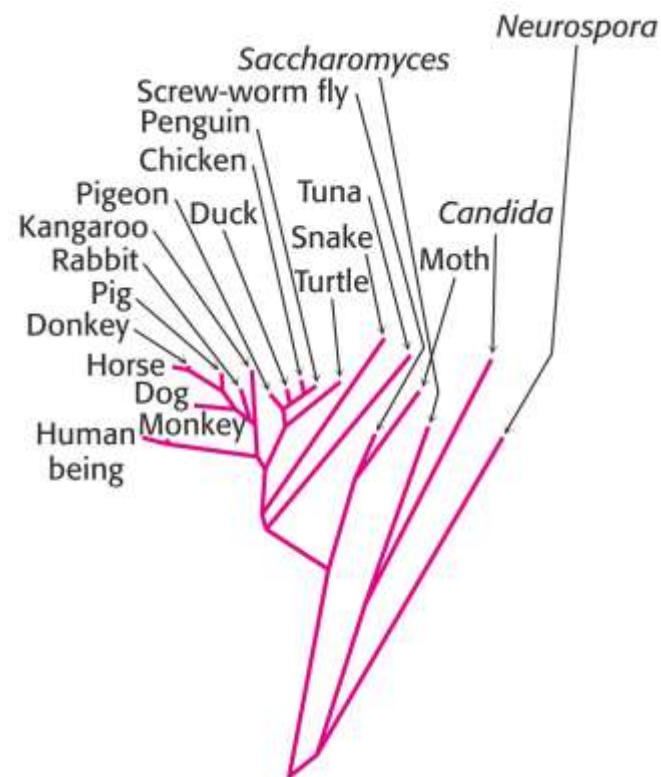 Neurospora
Saccharomyces
Screw-worm fly
Penguin
Chicken
Pigeon
Duck
Tuna
Candida
Kangaroo
Snake
Moth
Rabbit
Turtle
Pig
Donkey
Horse
Dog
Monkey
Human
being